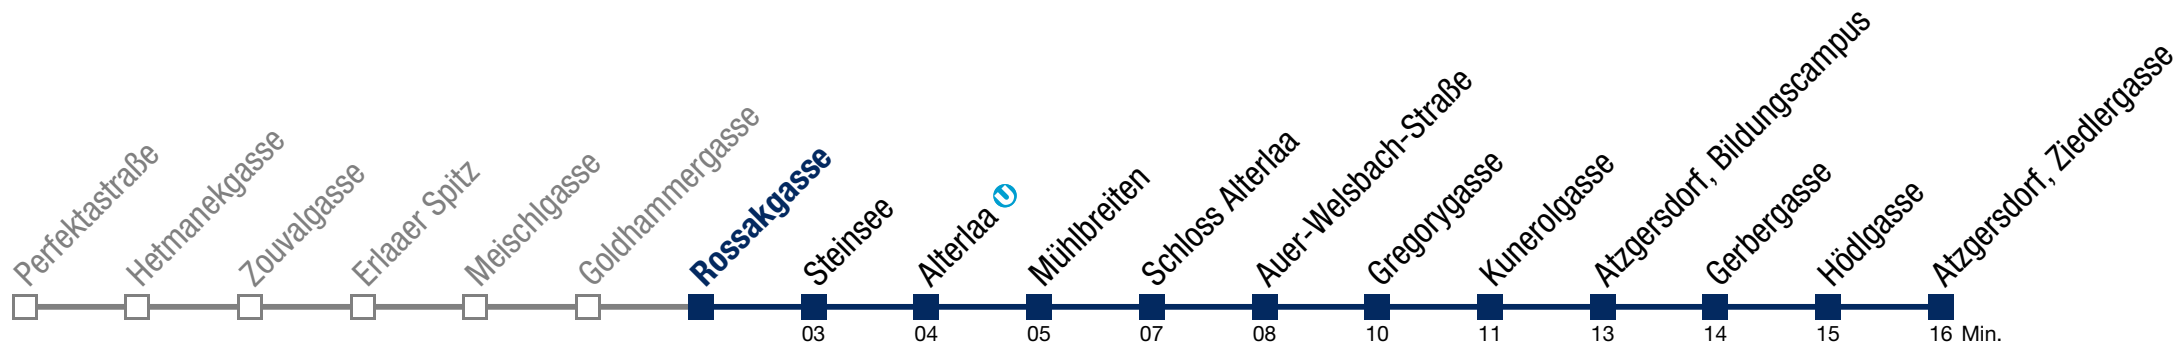 Perfektastraße
Hetmanekgasse
Zouvalgasse
Erlaaer Spitz
Meischlgasse
Goldhammergasse
Rossakgasse
Steinsee
Alterlaa U
Mühlbreiten
Schloss Alterlaa
Auer-Welsbach-Straße
Gregorygasse
Kunerolgasse
Atzgersdorf, Bildungscampus
Gerbergasse
Hödlgasse
Atzgersdorf, Ziedlergasse
03 04 05 07 08 10 11 13 14 15 16 Min.